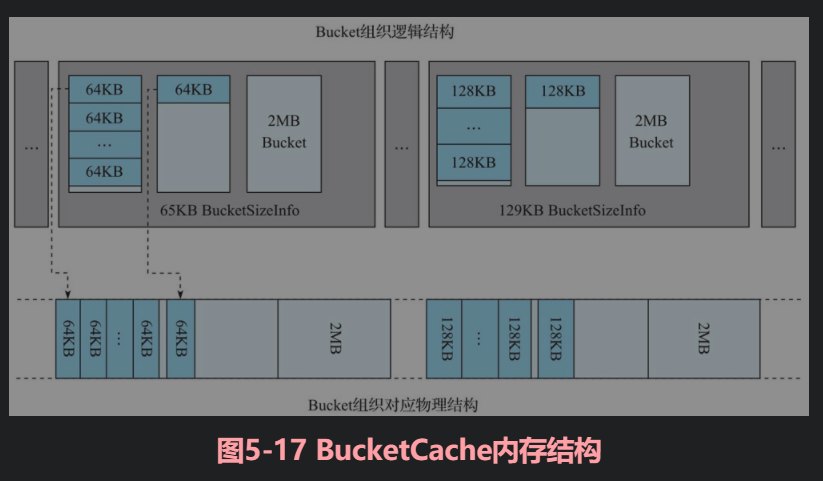 Bucket组织逻辑结构
64KB
64KB
…
64KB
64KB
2MB
Bucket
65KB BucketSizeInfo
…
…
128KB
…
128KB
128KB
2MB
Bucket
129KB BucketSizeInfo
…
64KB
64KB
…
64KB
64KB
2MB
128KB
…
128KB
128KB
2MB
Bucket组织对应物理结构
图5-17 BucketCache内存结构